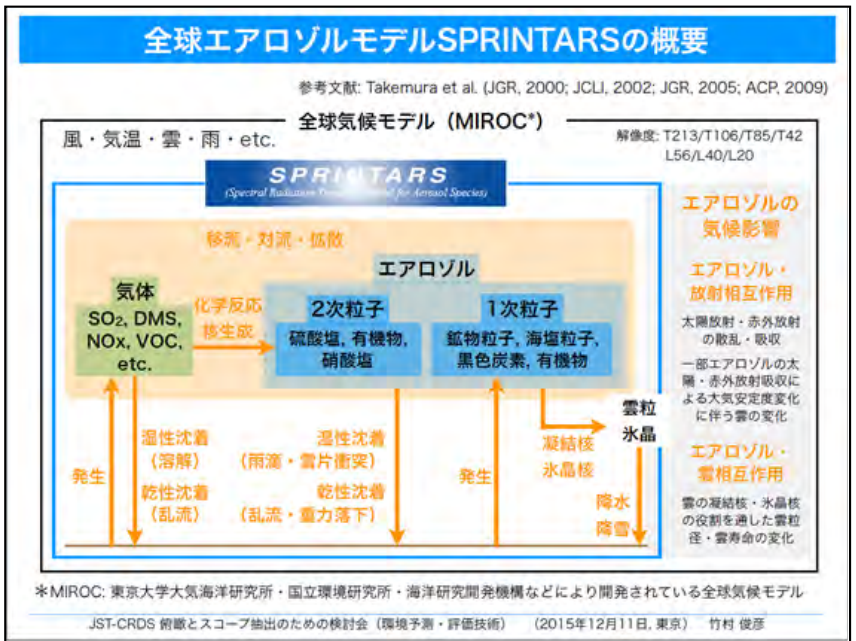 全球エアロゾルモデルSPRINTARSの概要
参考文献: Takemura et al. (JGR, 2000; JCLI, 2002; JGR, 2005; ACP, 2009)
全球気候モデル（MIROC*）
風・気温・雲・雨・etc.
解像度: T213/T106/T85/T42
L56/L40/L20
SPRINTARS
(Spectral Radiation for Aerosol Species)
移流・対流・拡散
エアロゾル
気体
SO2, DMS,
NOx, VOC,
etc.
化学反応
核生成
2次粒子
硫酸塩, 有機物,
硝酸塩
1次粒子
鉱物粒子, 海塩粒子,
黒色炭素, 有機物
雲粒
氷晶
発生
湿性沈着
(溶解)
乾性沈着
(乱流)
湿性沈着
(雨滴・雲片衝突)
乾性沈着
(乱流・重力落下)
発生
凝結核
氷晶核
降水
降雪
エアロゾルの
気候影響
エアロゾル・
放射相互作用
太陽放射・赤外放射
の散乱・吸収
一部エアロゾルの太
陽・赤外放射吸収に
よる大気安定度変化
に伴う雲の変化
エアロゾル・
雲相互作用
雲の凝結核・氷晶核
の役割を通した雲粒
径・雲寿命の変化
*MIROC: 東京大学大気海洋研究所・国立環境研究所・海洋研究開発機構などにより開発されている全球気候モデル
JST-CRDS 俯瞰とスコープ抽出のための検討会（環境予測・評価技術） （2015年12月11日, 東京） 竹村 俊彦